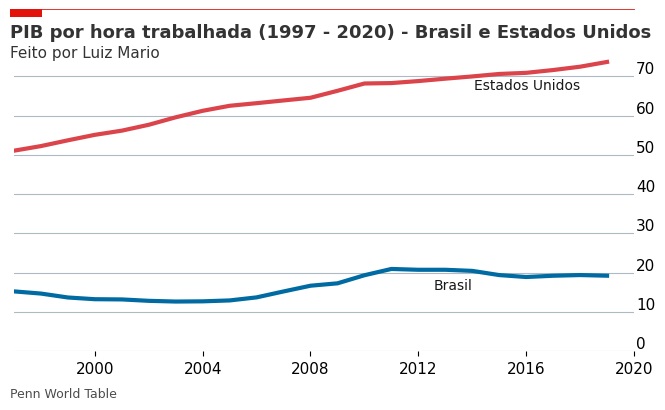 PIB por hora trabalhada (1997 - 2020) - Brasil e Estados Unidos
Feito por Luiz Mario
70
Estados Unidos
60
50
40
30
20
Brasil
10
0
2000 2004 2008 2012 2016 2020
Penn World Table